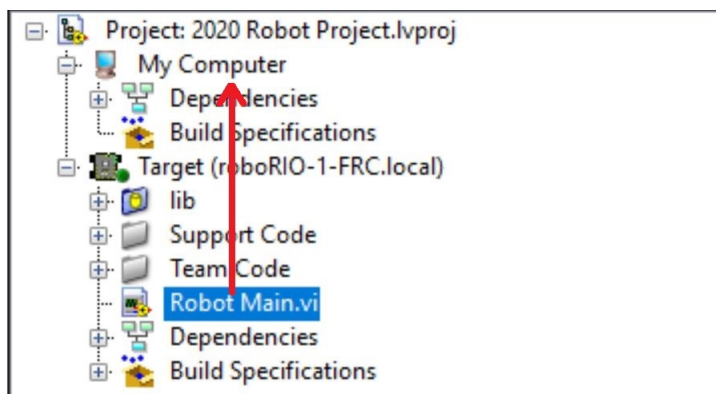 Project: 2020 Robot Project.lvproj
My Computer
Dependencies
Build Specifications
Target (roboRIO-1-FRC.local)
lib
Support Code
Team Code
Robot Main.vi
Dependencies
Build Specifications